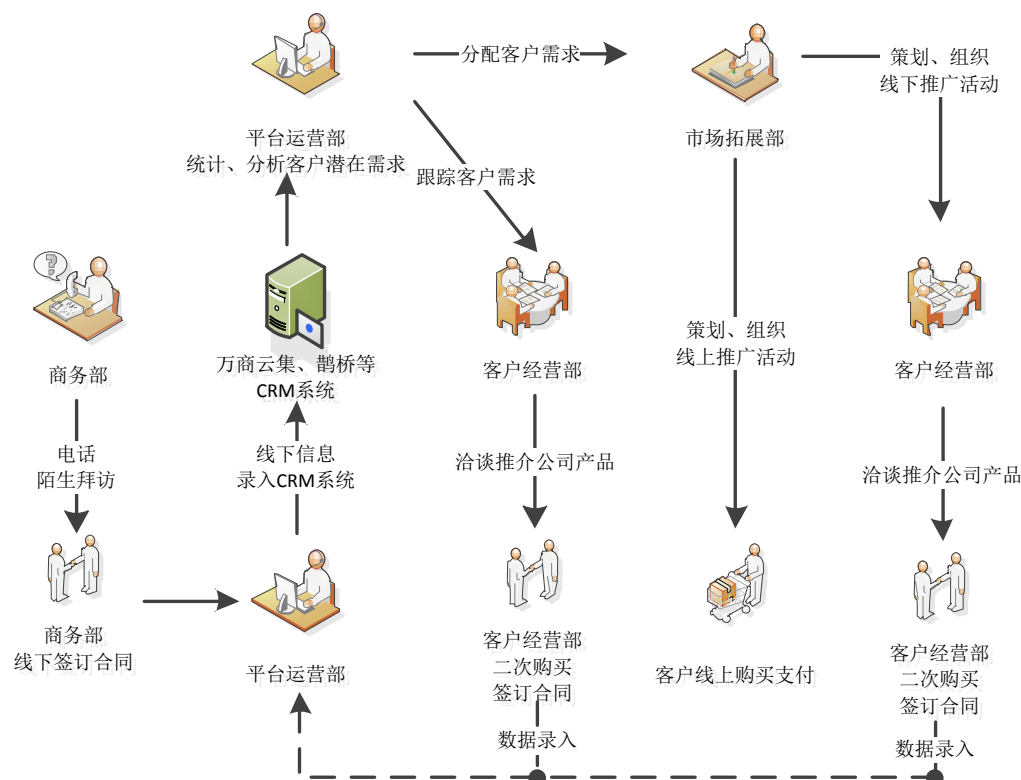 分配客户需求
策划、组织
线下推广活动
平台运营部
统计、分析客户潜在需求
市场拓展部
跟踪客户需求
商务部
万商云集、鹊桥等
CRM系统
客户经营部
策划、组织
线上推广活动
客户经营部
电话
陌生拜访
线下信息
录入CRM系统
洽谈推介公司产品
洽谈推介公司产品
商务部
线下签订合同
平台运营部
客户经营部
二次购买
签订合同
客户线上购买支付
客户经营部
二次购买
签订合同
数据录入
数据录入